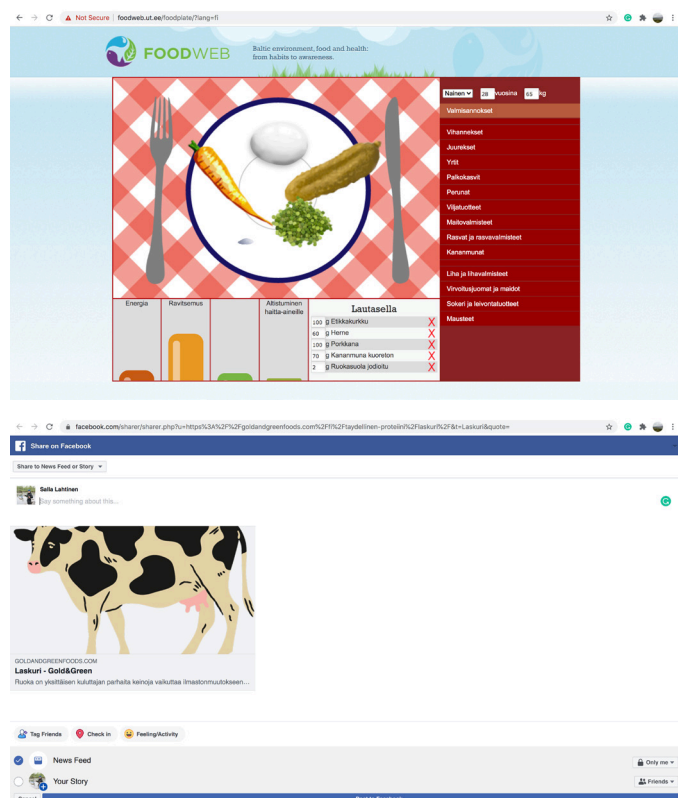 Not Secure | foodweb.ut.ee/foodplate/?lang=fi
FOODWEB
Baltic environment, food and health:
from habits to awareness.
Nainen 28 vuosina 63 kg
Valmisannokset
Vihannekset
Juurekset
Yrtit
Palkokasvit
Perunat
Viljatuotteet
Maitovalmisteet
Rasvat ja rasvavalmisteet
Kananmunat
Liha ja lihavalmisteet
Virvoitusjuomat ja maidot
Sokeri ja leivontatuotteet
Mausteet
Energia
Ravitsemus
Altistuminen
haitta-aineille
Lautasella
100 g Etikkakurkku X
60 g Herne X
100 g Porkkana X
70 g Kananmuna kuoreton X
2 g Ruokasuola jodioitu X
facebook.com/sharer/sharer.php?u=https%3A%2F%2Fgoldandgreenfoods.com%2Ffi%2Ftaydellinen-proteiini%2Flaskuri%2F&t=Laskuri&quote=
Share on Facebook
Share to News Feed or Story
Salla Lahtinen
Say something about this...
GOLDANDGREENFOODS.COM
Laskuri - Gold&Green
Ruoka on yksittäisen kuluttajan parhaita keinoja vaikuttaa ilmastonmuutokseen...
Tag Friends
Check in
Feeling/Activity
News Feed
Only me
Your Story
Friends